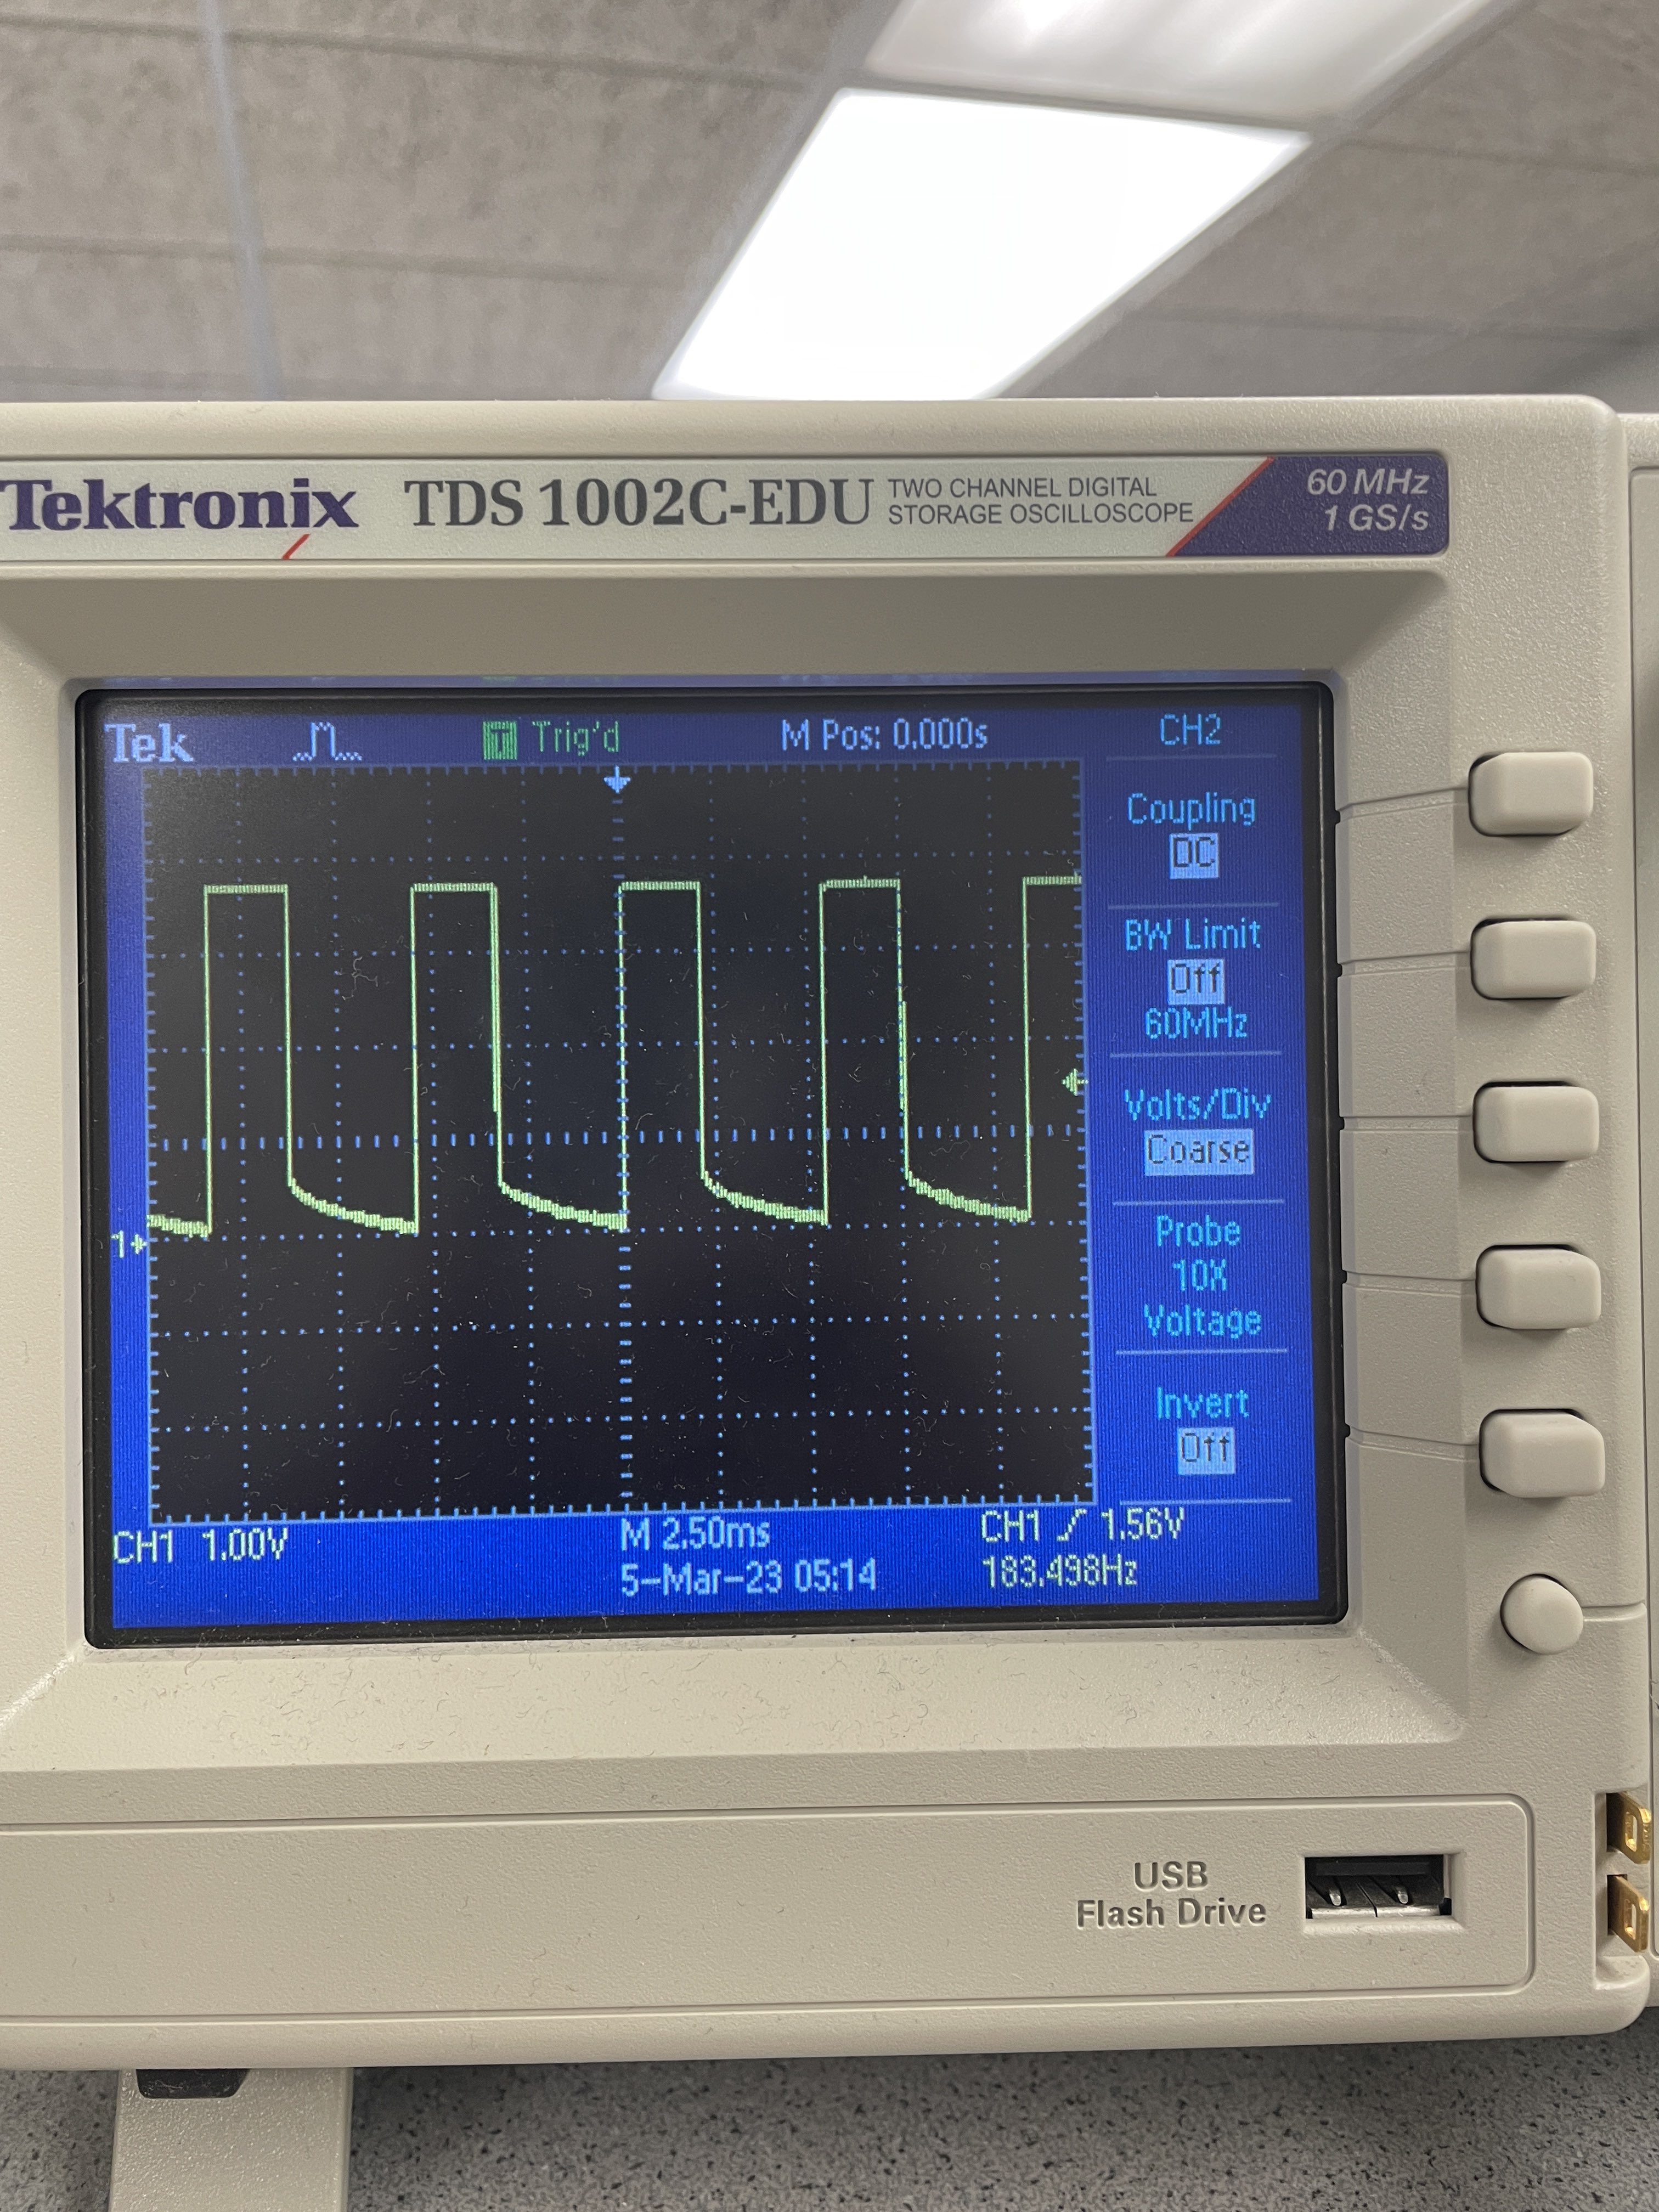 Tektronix TDS 1002C-EDU TWO CHANNEL DIGITAL STORAGE OSCILLOSCOPE
60 MHz
1 GS/s
Tek T Trig'd M Pos: 0.000s CH2
Coupling
DC
BW Limit
Off
60MHz
Volts/Div
Coarse
Probe
10X
Voltage
Invert
Off
1
CH1 1.00V M 2.50ms CH1 1.56V
5-Mar-23 05:14 183.498Hz
USB
Flash Drive